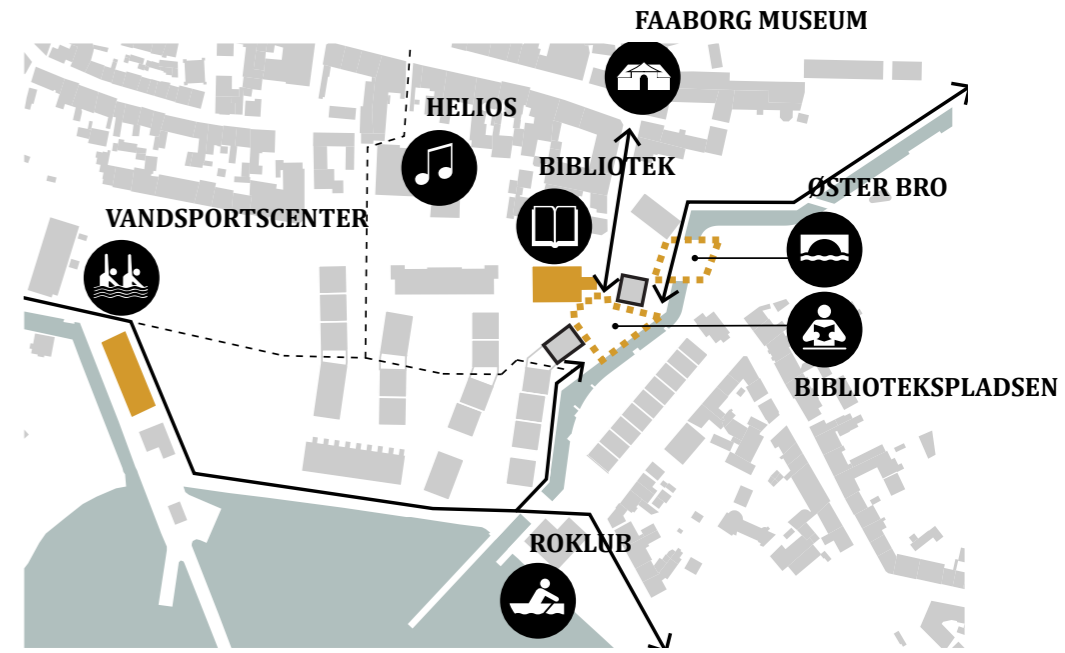 FAABORG MUSEUM
HELIOS
BIBLIOTEK
ØSTER BRO
VANDSPORTSCENTER
BIBLIOTEKSPLADSEN
ROKLUB